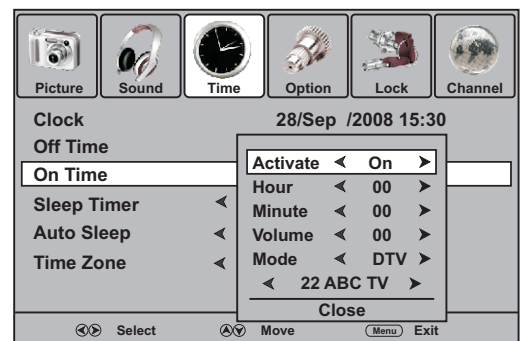 Picture Sound Time Option Lock Channel
Clock 28/Sep /2008 15:30
Off Time
On Time
Sleep Timer
Auto Sleep
Time Zone
Activate On
Hour 00
Minute 00
Volume 00
Mode DTV
22 ABC TV
Close
Select Move Menu Exit